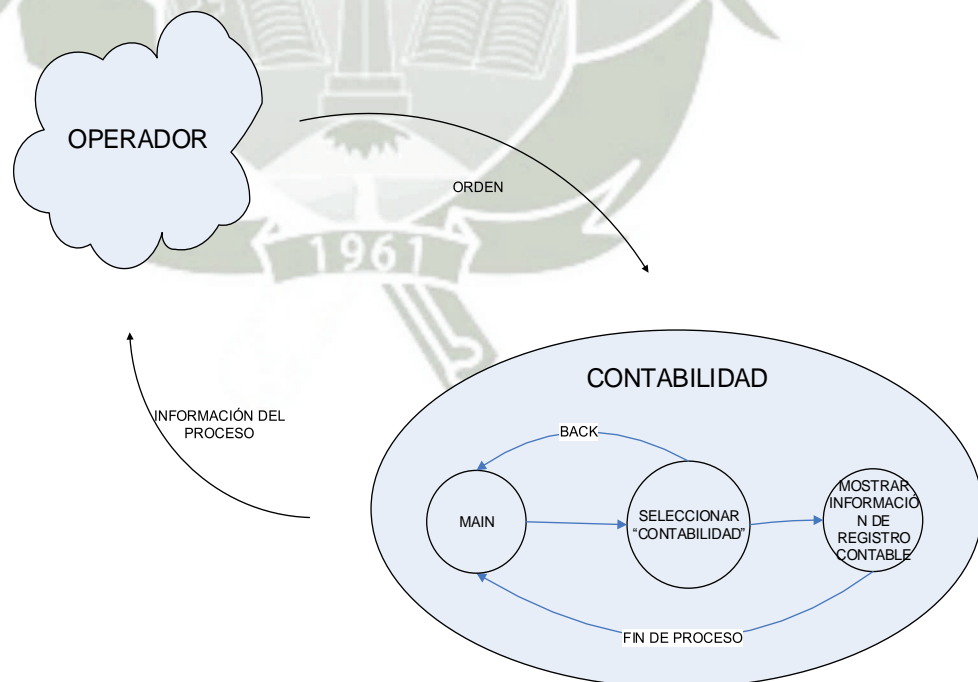 OPERADOR
ORDEN
1961
INFORMACIÓN DEL
PROCESO
CONTABILIDAD
BACK
MAIN
SELECCIONAR
“CONTABILIDAD”
MOSTRAR
INFORMACIÓ
N DE
REGISTRO
CONTABLE
FIN DE PROCESO